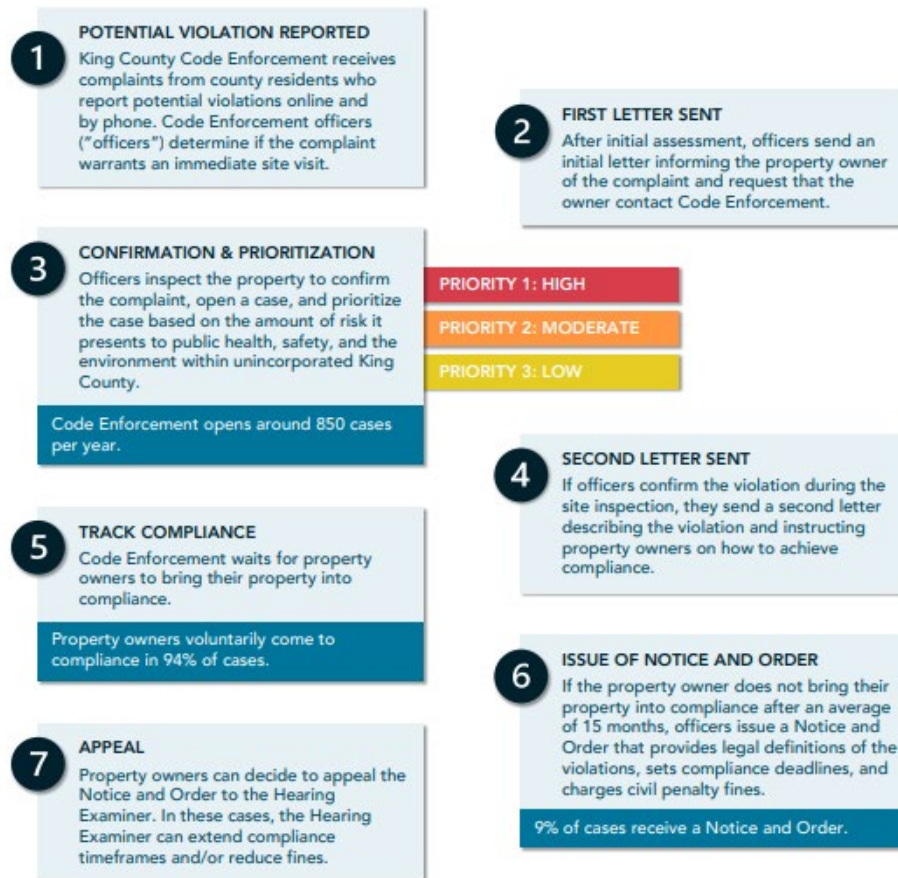 1
POTENTIAL VIOLATION REPORTED
King County Code Enforcement receives
complaints from county residents who
report potential violations online and
by phone. Code Enforcement officers
("officers") determine if the complaint
warrants an immediate site visit.
2
FIRST LETTER SENT
After initial assessment, officers send an
initial letter informing the property owner
of the complaint and request that the
owner contact Code Enforcement.
3
CONFIRMATION & PRIORITIZATION
Officers inspect the property to confirm
the complaint, open a case, and prioritize
the case based on the amount of risk it
presents to public health, safety, and the
environment within unincorporated King
County.
Code Enforcement opens around 850 cases
per year.
PRIORITY 1: HIGH
PRIORITY 2: MODERATE
PRIORITY 3: LOW
4
SECOND LETTER SENT
If officers confirm the violation during the
site inspection, they send a second letter
describing the violation and instructing
property owners on how to achieve
compliance.
5
TRACK COMPLIANCE
Code Enforcement waits for property
owners to bring their property into
compliance.
Property owners voluntarily come to
compliance in 94% of cases.
6
ISSUE OF NOTICE AND ORDER
If the property owner does not bring their
property into compliance after an average
of 15 months, officers issue a Notice and
Order that provides legal definitions of the
violations, sets compliance deadlines, and
charges civil penalty fines.
9% of cases receive a Notice and Order.
7
APPEAL
Property owners can decide to appeal the
Notice and Order to the Hearing
Examiner. In these cases, the Hearing
Examiner can extend compliance
timeframes and/or reduce fines.